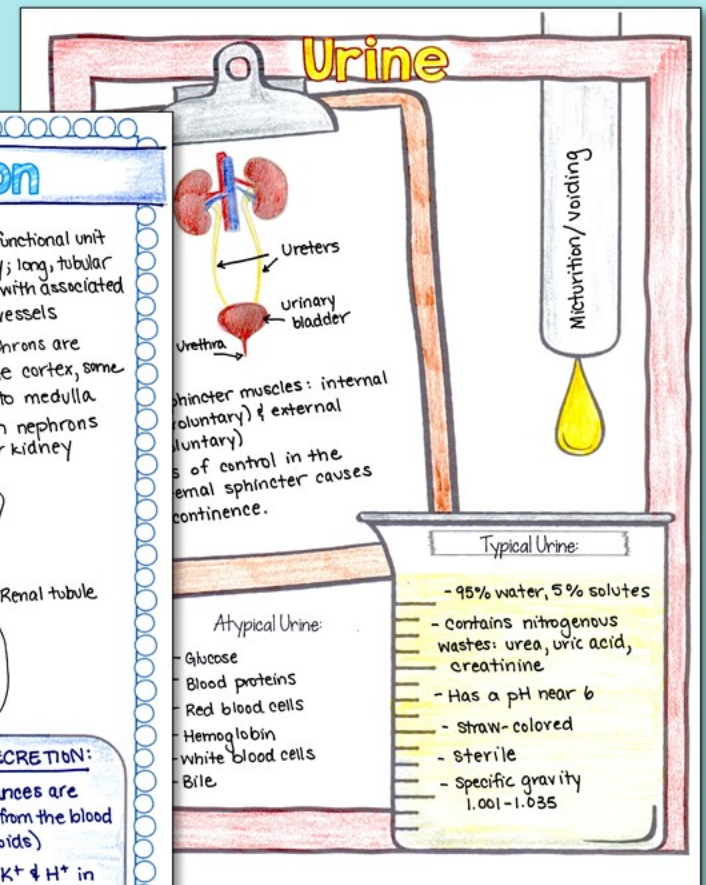 Urine
Micturition/voiding
Ureters
urinary
bladder
urethra
phincter muscles: internal
voluntary) & external
luntary)
s of control in the
ernal sphincter causes
continence.
Typical Urine:
- 95% water, 5% solutes
- contains nitrogenous
wastes: urea, uric acid,
creatinine
- Has a pH near 6
- straw-colored
- sterile
- Specific gravity
1.001-1.035
Atypical Urine:
- Glucose
- Blood proteins
- Red blood cells
- Hemoglobin
- White blood cells
- Bile
on
functional unit
; long, tubular
with associated
vessels
hrons are
e cortex, some
to medulla
n nephrons
r kidney
Renal tubule
ECRETION:
nces are
from the blood
oids)
K+ & H+ in